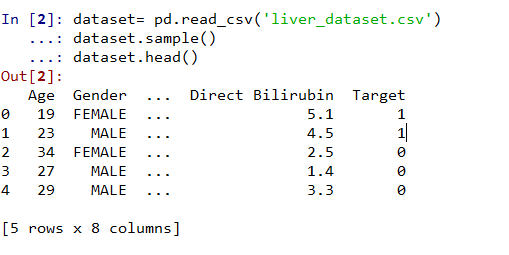 In [2]: dataset= pd.read_csv('liver_dataset.csv')
   ...: dataset.sample()
   ...: dataset.head()
Out[2]:
   Age  Gender  ...  Direct Bilirubin  Target
0   19  FEMALE  ...               5.1       1
1   23    MALE  ...               4.5       1
2   34  FEMALE  ...               2.5       0
3   27    MALE  ...               1.4       0
4   29    MALE  ...               3.3       0
[5 rows x 8 columns]